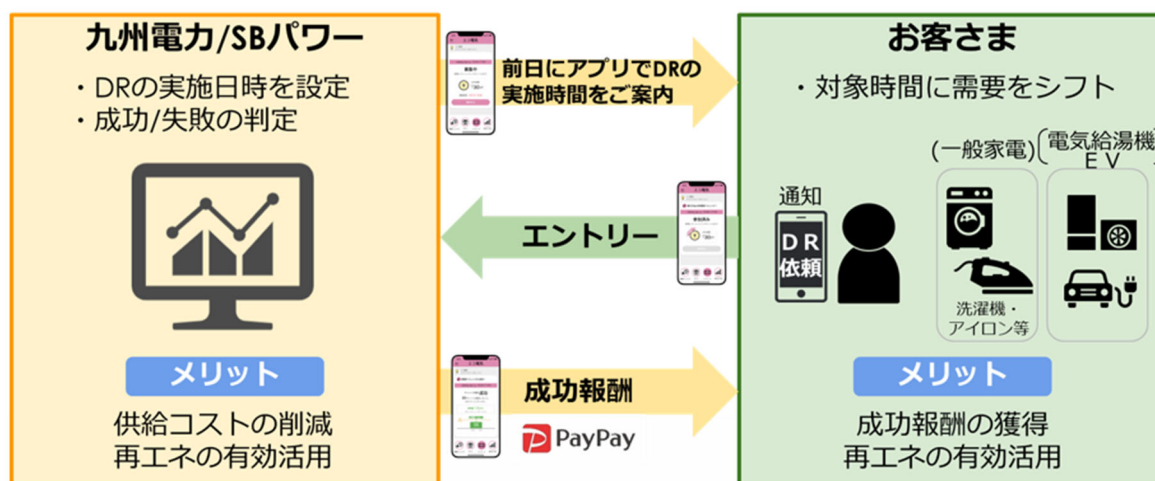 九州電力/SBパワー
・DRの実施日時を設定
・成功/失敗の判定
メリット
供給コストの削減
再エネの有効活用
前日にアプリでDRの
実施時間をご案内
エントリー
成功報酬
PayPay
お客さま
・対象時間に需要をシフト
(一般家電)
電気給湯機
EV
通知
DR
依頼
洗濯機・
アイロン等
メリット
成功報酬の獲得
再エネの有効活用